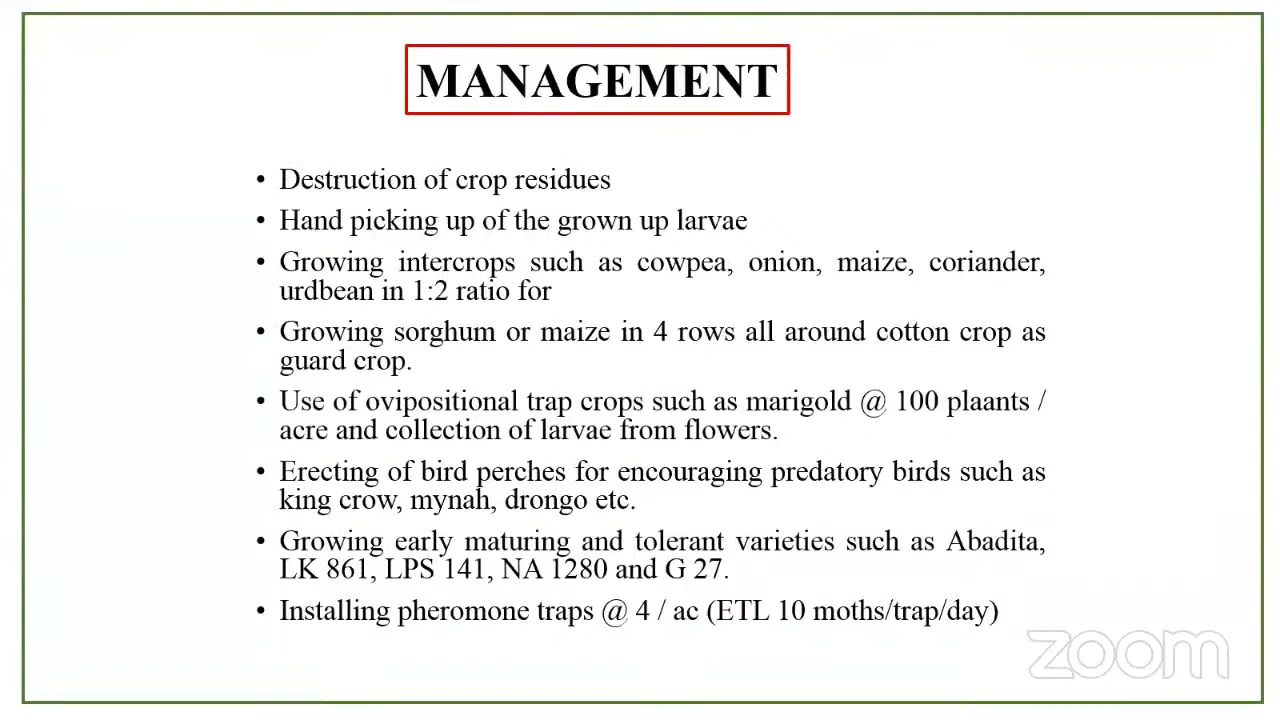 MANAGEMENT
• Destruction of crop residues
• Hand picking up of the grown up larvae
• Growing intercrops such as cowpea, onion, maize, coriander,
urdbean in 1:2 ratio for
• Growing sorghum or maize in 4 rows all around cotton crop as
guard crop.
• Use of ovipositional trap crops such as marigold @ 100 plaants /
acre and collection of larvae from flowers.
• Erecting of bird perches for encouraging predatory birds such as
king crow, mynah, drongo etc.
• Growing early maturing and tolerant varieties such as Abadita,
LK 861, LPS 141, NA 1280 and G 27.
• Installing pheromone traps @ 4 / ac (ETL 10 moths/trap/day)
zoom